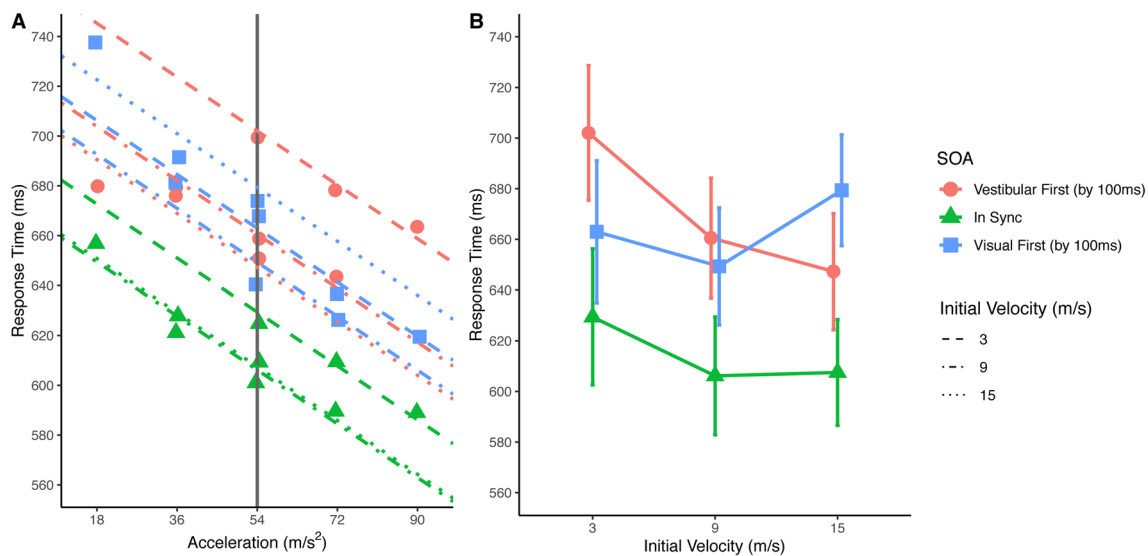 A
740
720
700
680
660
640
620
600
580
560
Response Time (ms)
18 36 54 72 90
Acceleration (m/s²)
B
740
720
700
680
660
640
620
600
580
560
Response Time (ms)
3 9 15
Initial Velocity (m/s)
SOA
Vestibular First (by 100ms)
In Sync
Visual First (by 100ms)
Initial Velocity (m/s)
3
9
15